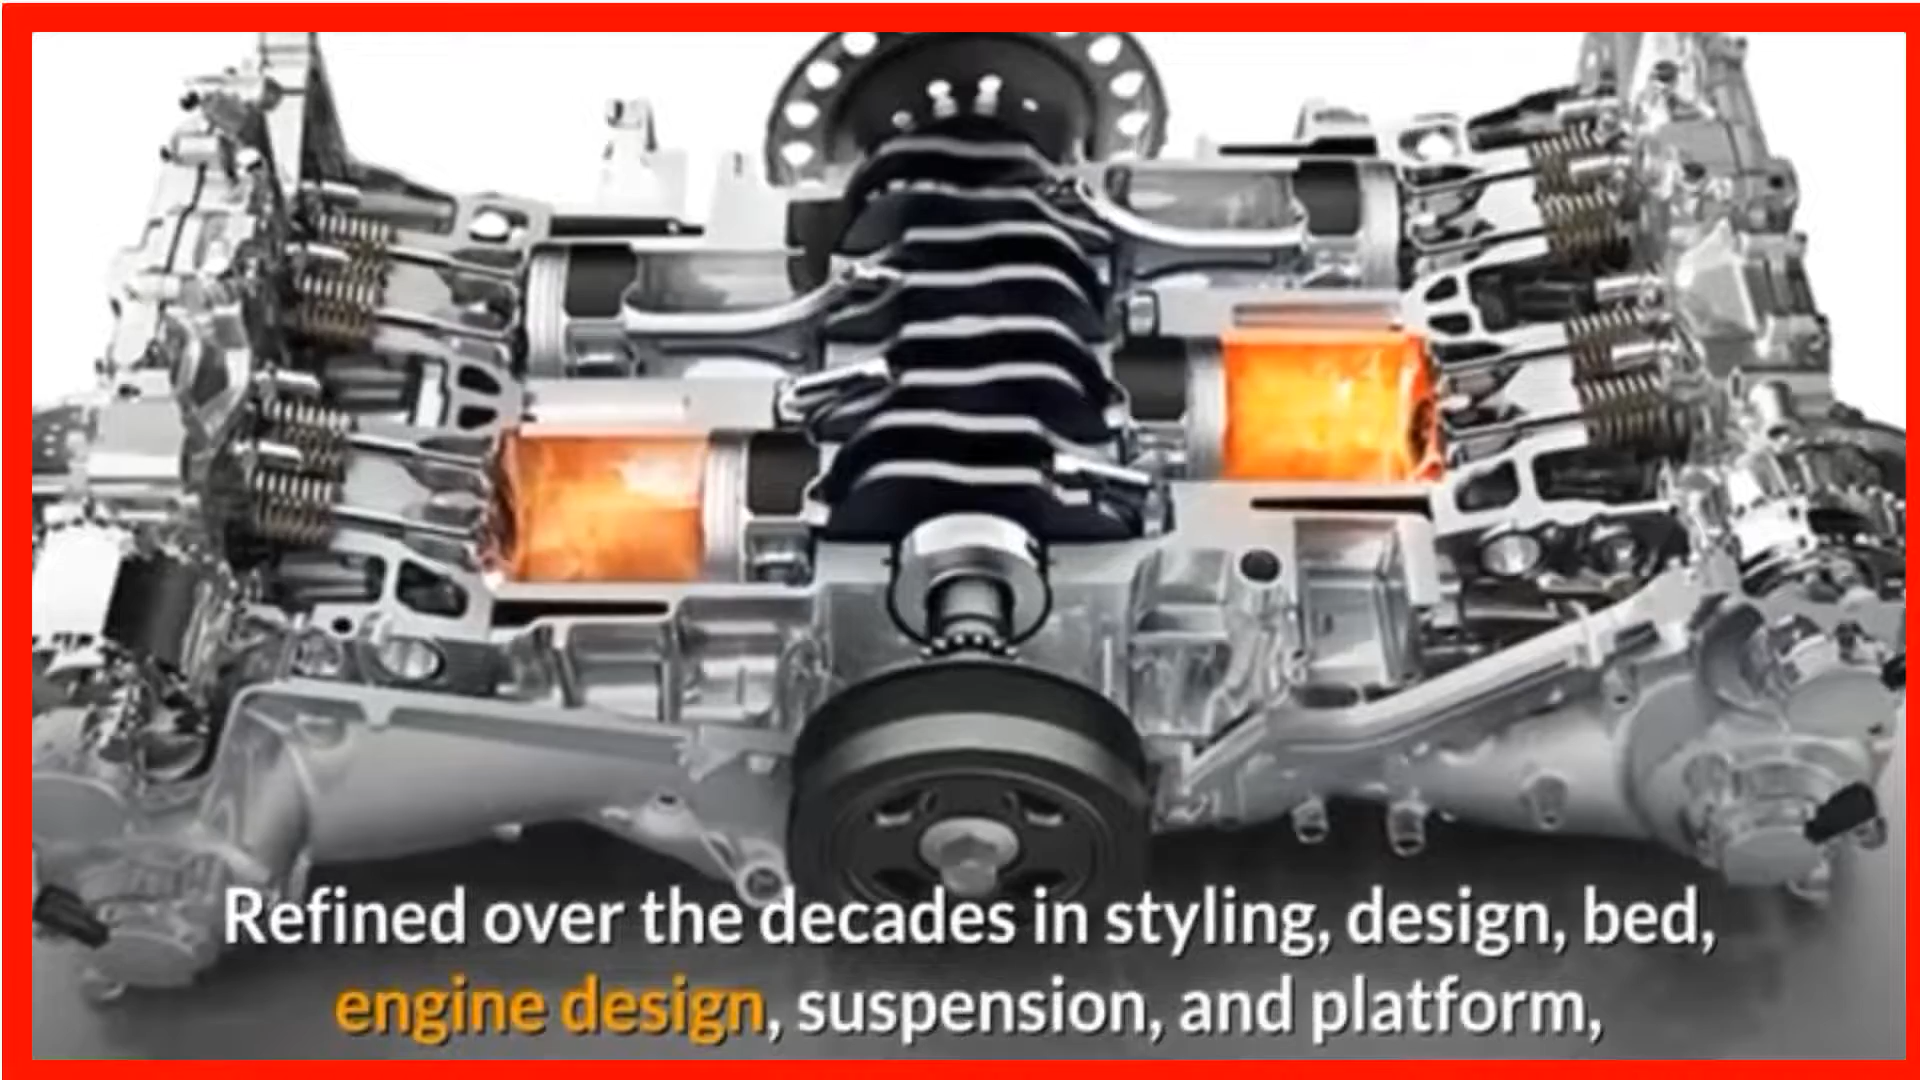 Refined over the decades in styling, design, bed,
engine design, suspension, and platform,